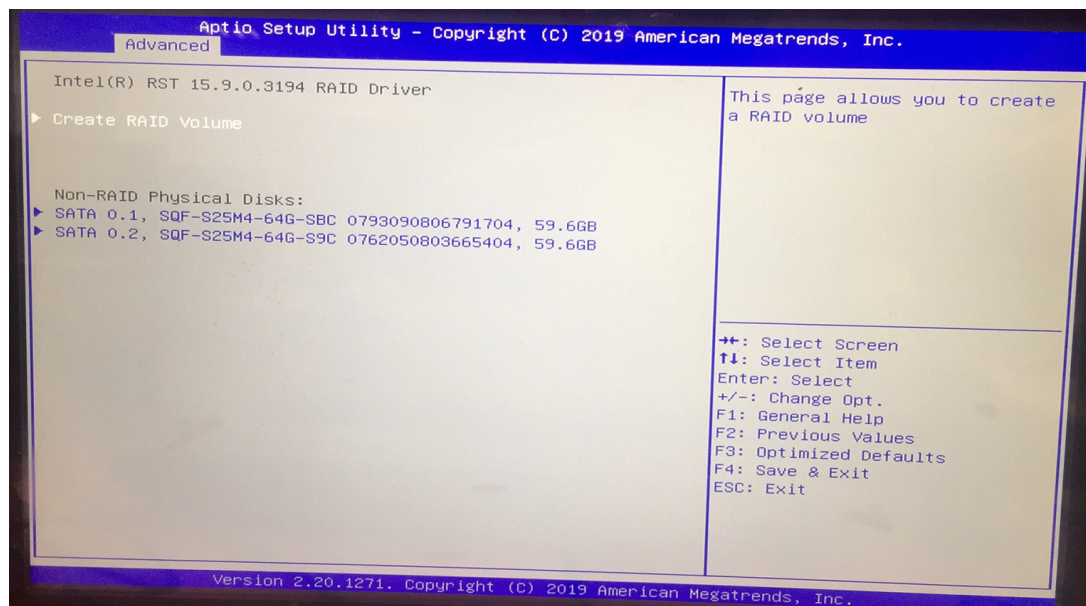 Aptio Setup Utility – Copyright (C) 2019 American Megatrends, Inc.
Advanced
Intel(R) RST 15.9.0.3194 RAID Driver
► Create RAID Volume
Non-RAID Physical Disks:
► SATA 0.1, SQF-S25M4-64G-SBC 0793090806791704, 59.6GB
► SATA 0.2, SQF-S25M4-64G-S9C 0762050803665404, 59.6GB
This page allows you to create
a RAID volume
→←: Select Screen
↑↓: Select Item
Enter: Select
+/-: Change Opt.
F1: General Help
F2: Previous Values
F3: Optimized Defaults
F4: Save & Exit
ESC: Exit
Version 2.20.1271. Copyright (C) 2019 American Megatrends, Inc.